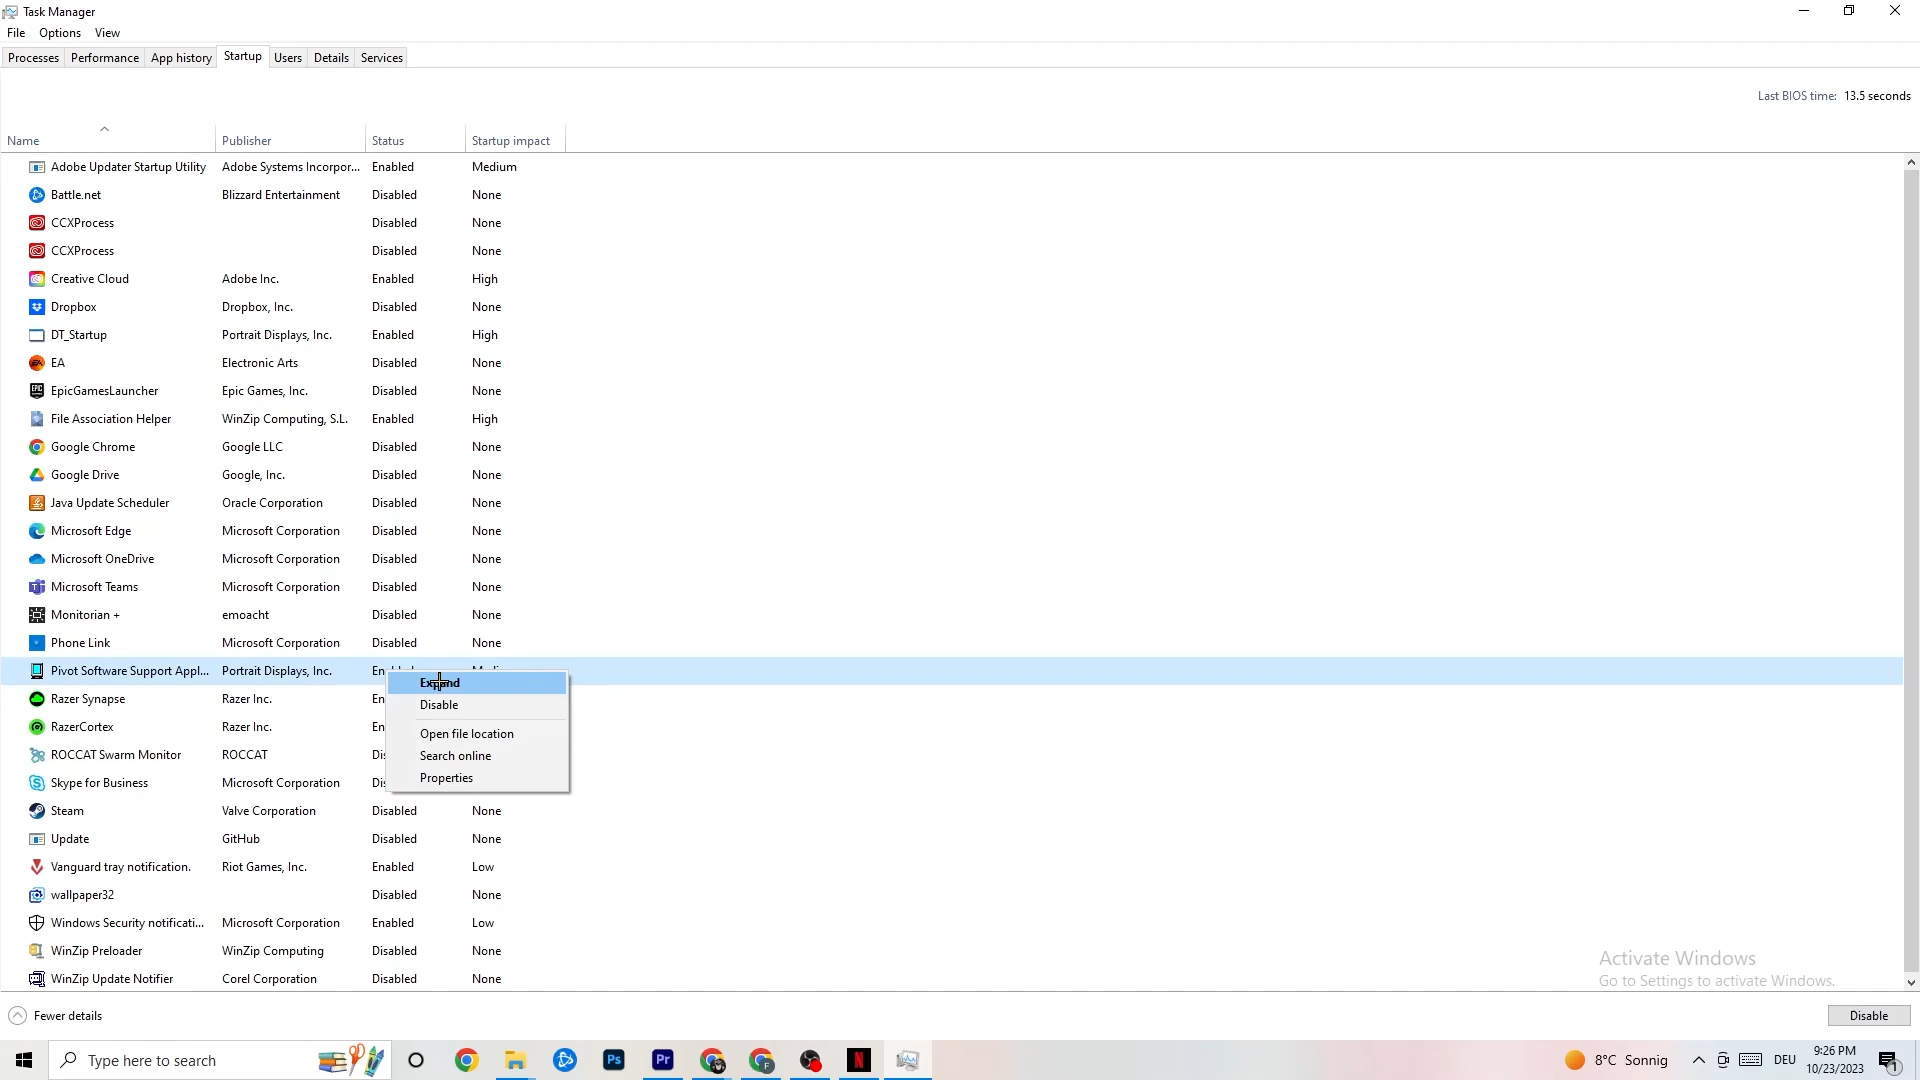 Task Manager
File Options View
Processes Performance App history Startup Users Details Services
Last BIOS time: 13.5 seconds
Name Publisher Status Startup impact
Adobe Updater Startup Utility Adobe Systems Incorpor... Enabled Medium
Battle.net Blizzard Entertainment Disabled None
CCXProcess Disabled None
CCXProcess Disabled None
Creative Cloud Adobe Inc. Enabled High
Dropbox Dropbox, Inc. Disabled None
DT_Startup Portrait Displays, Inc. Enabled High
EA Electronic Arts Disabled None
EpicGamesLauncher Epic Games, Inc. Disabled None
File Association Helper WinZip Computing, S.L. Enabled High
Google Chrome Google LLC Disabled None
Google Drive Google, Inc. Disabled None
Java Update Scheduler Oracle Corporation Disabled None
Microsoft Edge Microsoft Corporation Disabled None
Microsoft OneDrive Microsoft Corporation Disabled None
Microsoft Teams Microsoft Corporation Disabled None
Monitorian + emoacht Disabled None
Phone Link Microsoft Corporation Disabled None
Pivot Software Support Appl... Portrait Displays, Inc.
Expand
Disable
Open file location
Search online
Properties
Razer Synapse Razer Inc.
RazerCortex Razer Inc.
ROCCAT Swarm Monitor ROCCAT
Skype for Business Microsoft Corporation
Steam Valve Corporation Disabled None
Update GitHub Disabled None
Vanguard tray notification. Riot Games, Inc. Enabled Low
wallpaper32 Disabled None
Windows Security notificati... Microsoft Corporation Enabled Low
WinZip Preloader WinZip Computing Disabled None
WinZip Update Notifier Corel Corporation Disabled None
Activate Windows
Go to Settings to activate Windows.
Fewer details Disable
Type here to search
Ps Pr F N
8°C Sonnig DEU
9:26 PM
10/23/2023
1